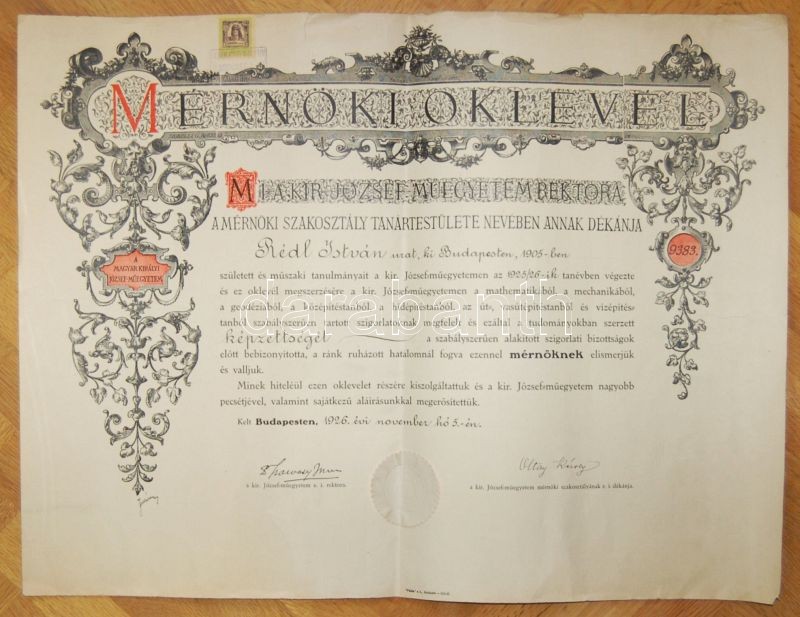 MÉRNÖKI OKLEVÉL
MI, A KIR. JÓZSEF-MŰEGYETEM REKTORA
A MÉRNÖKI SZAKOSZTÁLY TANÁRTESTÜLETE NEVÉBEN ANNAK DÉKÁNJA
Rédl István urat, ki Budapesten, 1905-ben
A
MAGYAR KIRÁLYI
JÓZSEF-MŰEGYETEM
9383.
született és műszaki tanulmányait a kir. József-műegyetemen az 1925/26-ik tanévben végezte
és ez oklevél megszerzésére a kir. József-műegyetemen a mathematikából, a mechanikából,
a geodéziából, a középítéstanból a hídépítéstanból az út-, vasútépítéstanból és vízépítés-
tanból szabályszerűen tartott szigorlatoknak megfelelt és ezáltal a tudományokban szerzett
képzettségét a szabályszerűen alakított szigorlati bizottságok
előtt bebizonyította, a ránk ruházott hatalomnál fogva ezennel mérnöknek elismerjük
és valljuk.
Minek hiteléül ezen oklevelet részére kiszolgáltattuk és a kir. József-műegyetem nagyobb
pecsétjével, valamint sajátkezű aláírásunkkal megerősítettük.
Kelt Budapesten, 1926. évi november hó 5.-én.
a kir. József-műegyetem e. i. rektora.
a kir. József-műegyetem mérnöki szakosztályának e. i. dékánja.
darabanth